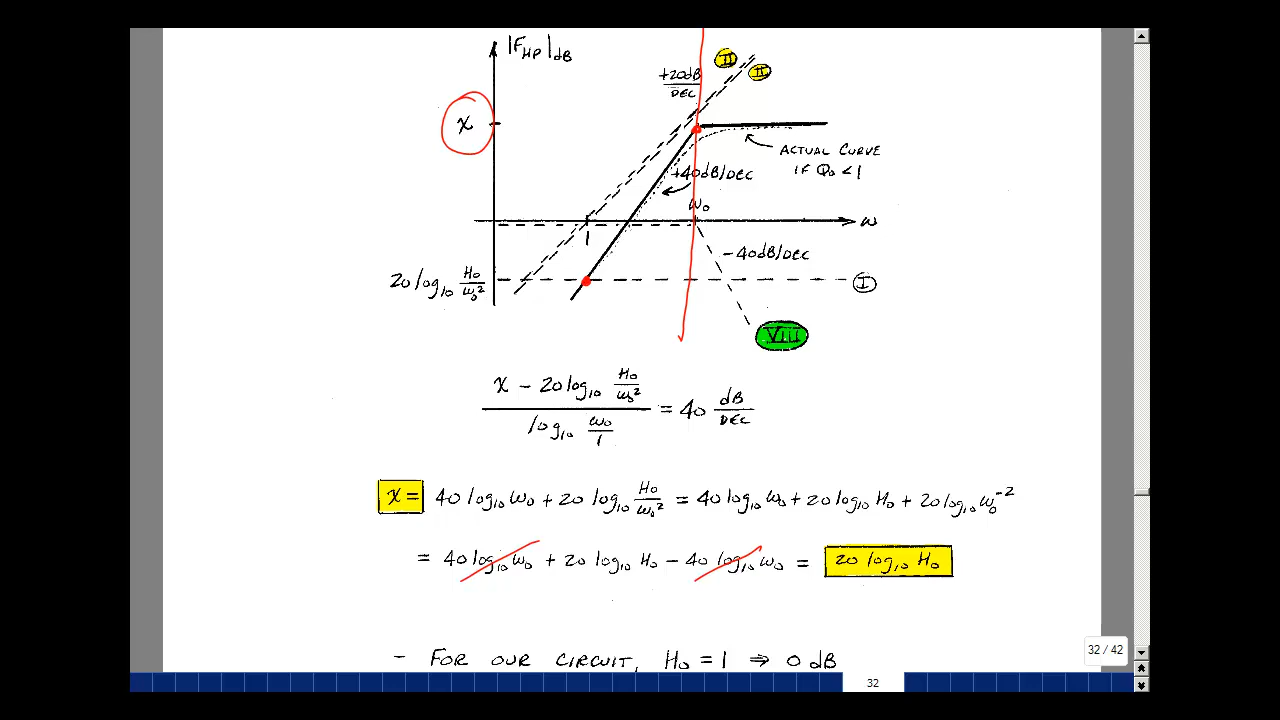 |F_HP|_dB
II II
+20dB/DEC
x
ACTUAL CURVE
IF Q₀ < 1
+40dB/DEC
ω₀
1
ω
-40dB/DEC
20 log₁₀ H₀/ω₀²
I
VIII
(x - 20 log₁₀ H₀/ω₀²) / (log₁₀ ω₀/1) = 40 dB/DEC
x = 40 log₁₀ ω₀ + 20 log₁₀ H₀/ω₀² = 40 log₁₀ ω₀ + 20 log₁₀ H₀ + 20 log₁₀ ω₀⁻²
= 40 log₁₀ ω₀ + 20 log₁₀ H₀ - 40 log₁₀ ω₀ = 20 log₁₀ H₀
- FOR OUR CIRCUIT, H₀ = 1 ⇒ 0 dB
32 / 42
32